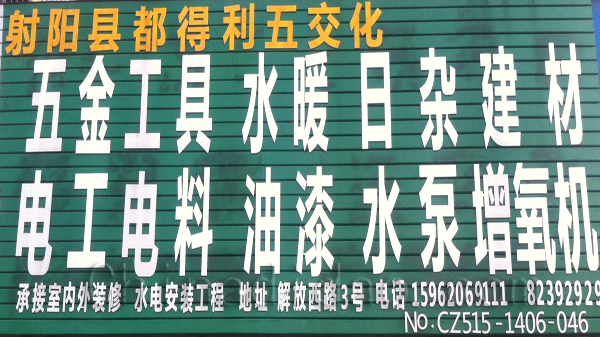 射阳县都得利五交化
五金工具 水暖日杂建材
电工电料 油漆 水泵增氧机
承接室内外装修 水电安装工程 地址 解放西路3号 电话 15962069111 82392929
No.CZ515-1406-046